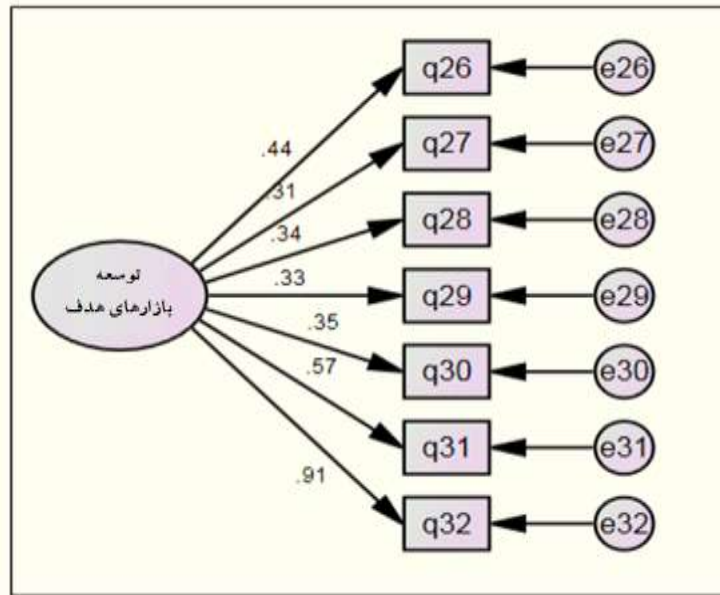 q26
e26
.44
q27
e27
.31
q28
e28
.34
توسعه
بازارهای هدف
.33
q29
e29
.35
q30
e30
.57
q31
e31
.91
q32
e32